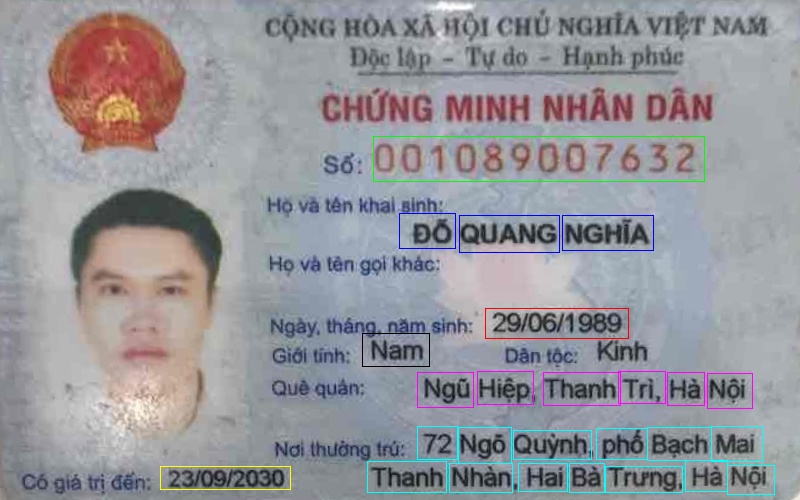 CỘNG HÒA XÃ HỘI CHỦ NGHĨA VIỆT NAM
Độc lập - Tự do - Hạnh phúc
CHỨNG MINH NHÂN DÂN
Số: 001089007632
Họ và tên khai sinh:
ĐỖ QUANG NGHĨA
Họ và tên gọi khác:
Ngày, tháng, năm sinh: 29/06/1989
Giới tính: Nam Dân tộc: Kinh
Quê quán: Ngũ Hiệp, Thanh Trì, Hà Nội
Nơi thường trú: 72 Ngõ Quỳnh, phố Bạch Mai
Có giá trị đến: 23/09/2030 Thanh Nhàn, Hai Bà Trưng, Hà Nội